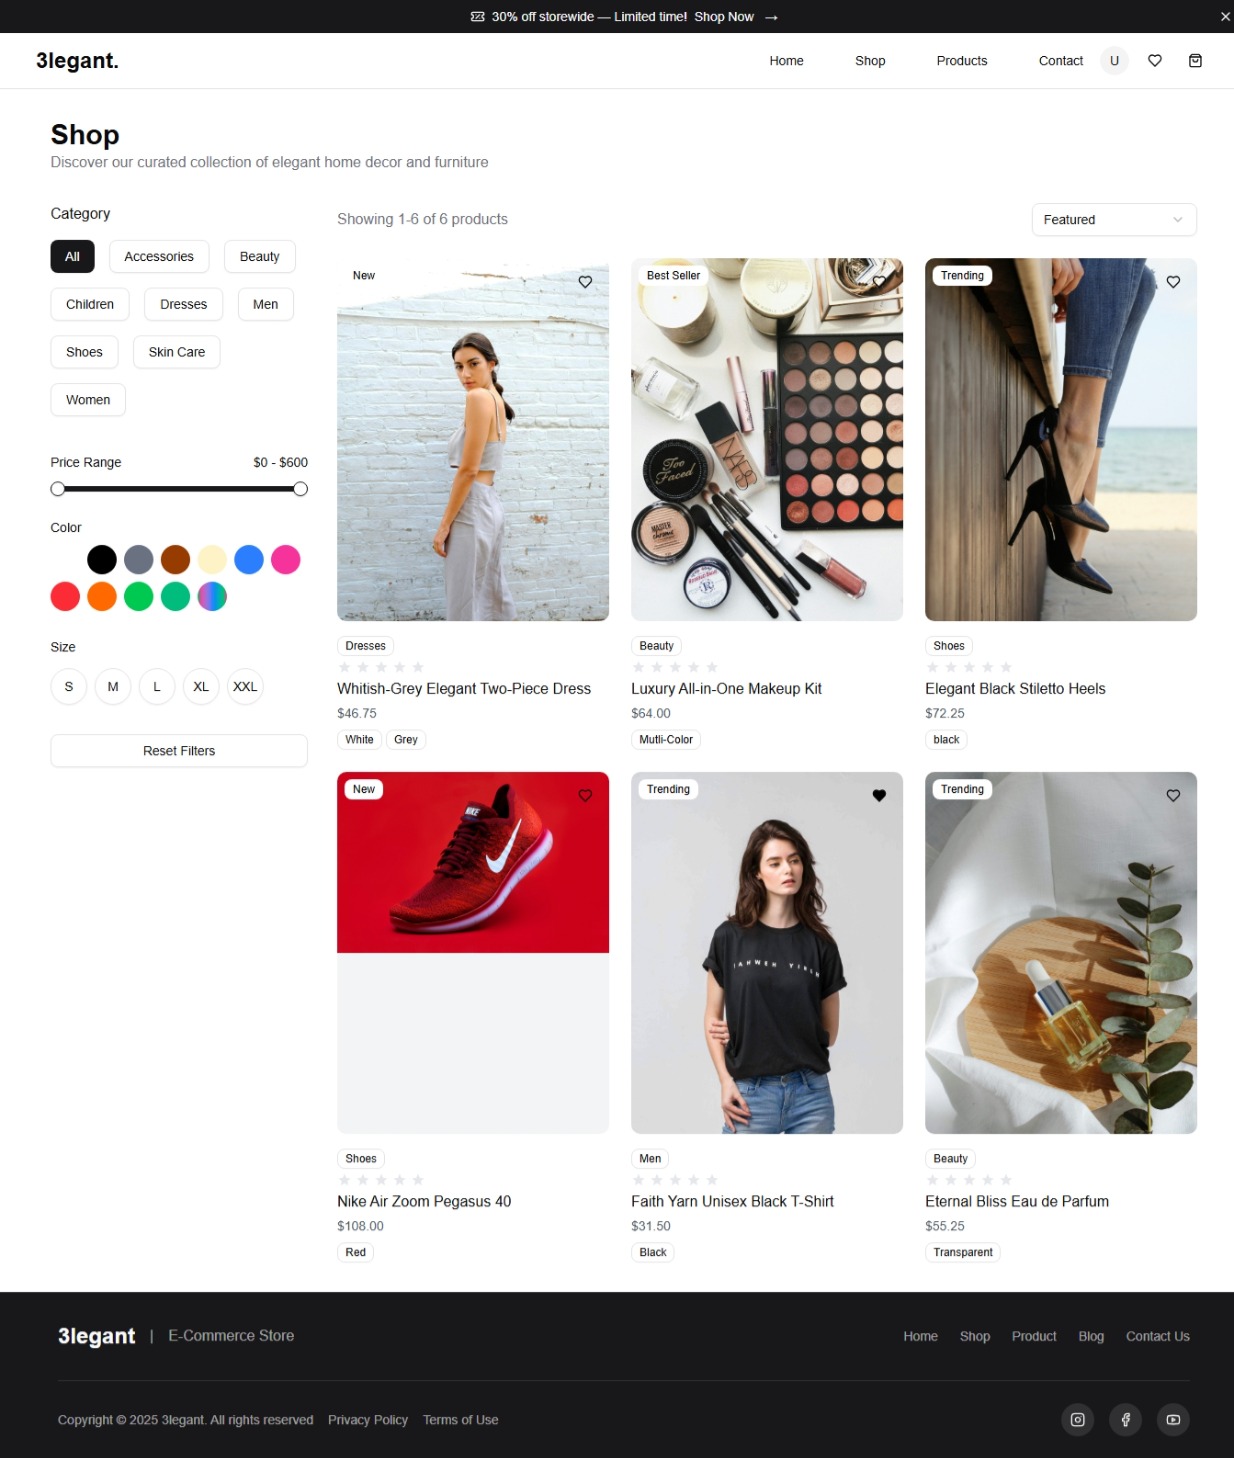 30% off storewide — Limited time! Shop Now →
3legant.
Home Shop Products Contact U
Shop
Discover our curated collection of elegant home decor and furniture
Category
All Accessories Beauty
Children Dresses Men
Shoes Skin Care
Women
Price Range $0 - $600
Color
Size
S M L XL XXL
Reset Filters
Showing 1-6 of 6 products
Featured
New
Best Seller
Too Faced
NARS
MASTER chrome
Trending
Dresses
Whitish-Grey Elegant Two-Piece Dress
$46.75
White Grey
Beauty
Luxury All-in-One Makeup Kit
$64.00
Mutli-Color
Shoes
Elegant Black Stiletto Heels
$72.25
black
New
NIKE
Trending
Trending
Shoes
Nike Air Zoom Pegasus 40
$108.00
Red
Men
Faith Yarn Unisex Black T-Shirt
$31.50
Black
Beauty
Eternal Bliss Eau de Parfum
$55.25
Transparent
3legant | E-Commerce Store
Home Shop Product Blog Contact Us
Copyright © 2025 3legant. All rights reserved Privacy Policy Terms of Use